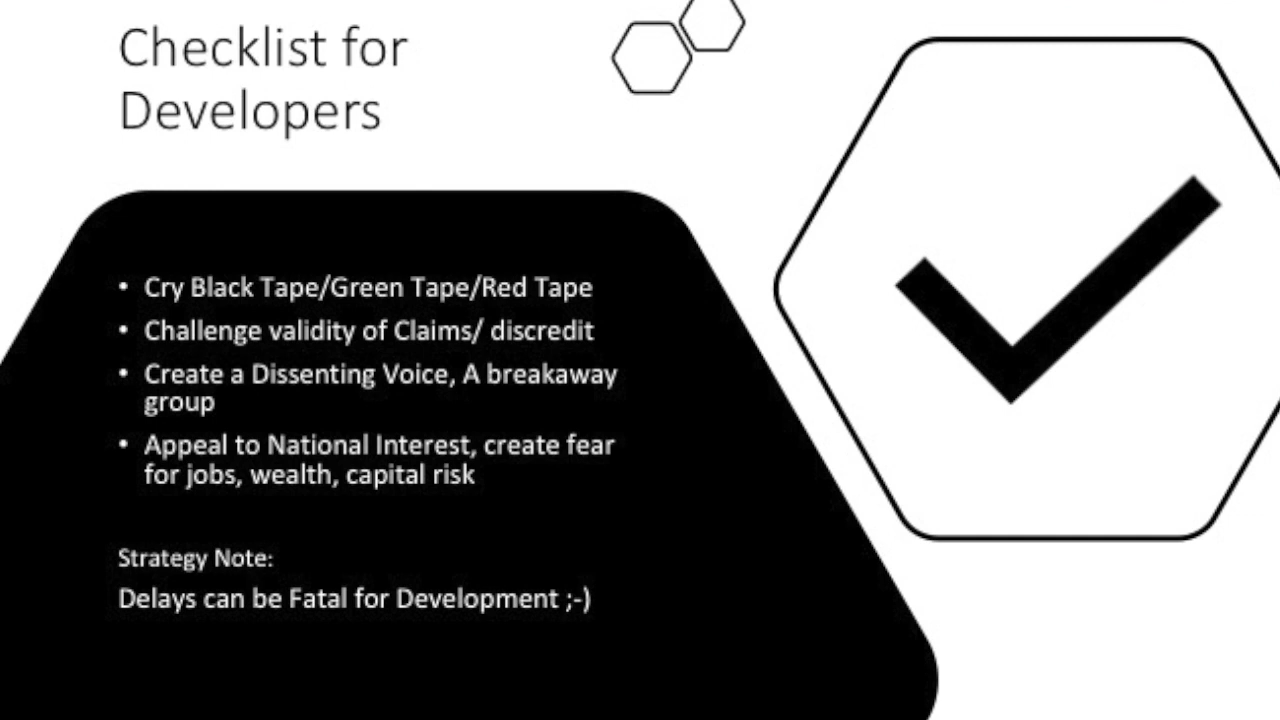 Checklist for
Developers
• Cry Black Tape/Green Tape/Red Tape
• Challenge validity of Claims/ discredit
• Create a Dissenting Voice, A breakaway
group
• Appeal to National Interest, create fear
for jobs, wealth, capital risk
Strategy Note:
Delays can be Fatal for Development ;-)